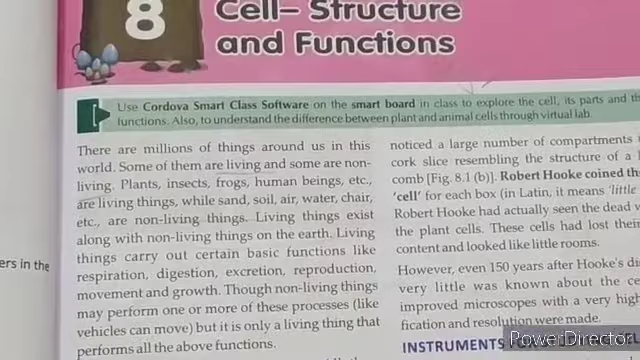 8
Cell– Structure
and Functions
Use Cordova Smart Class Software on the smart board in class to explore the cell, its parts and
functions. Also, to understand the difference between plant and animal cells through virtual lab.
There are millions of things around us in this
world. Some of them are living and some are non-
living. Plants, insects, frogs, human beings, etc.,
are living things, while sand, soil, air, water, chair,
etc., are non-living things. Living things exist
along with non-living things on the earth. Living
things carry out certain basic functions like
respiration, digestion, excretion, reproduction,
movement and growth. Though non-living things
may perform one or more of these processes (like
vehicles can move) but it is only a living thing that
performs all the above functions.
noticed a large number of compartments
cork slice resembling the structure of a
comb [Fig. 8.1 (b)]. Robert Hooke coined
'cell' for each box (in Latin, it means 'little
Robert Hooke had actually seen the dead
the plant cells. These cells had lost their
content and looked like little rooms.
However, even 150 years after Hooke's
very little was known about the
improved microscopes with a very
fication and resolution were made.
INSTRUMENTS
ers in the
PowerDirector